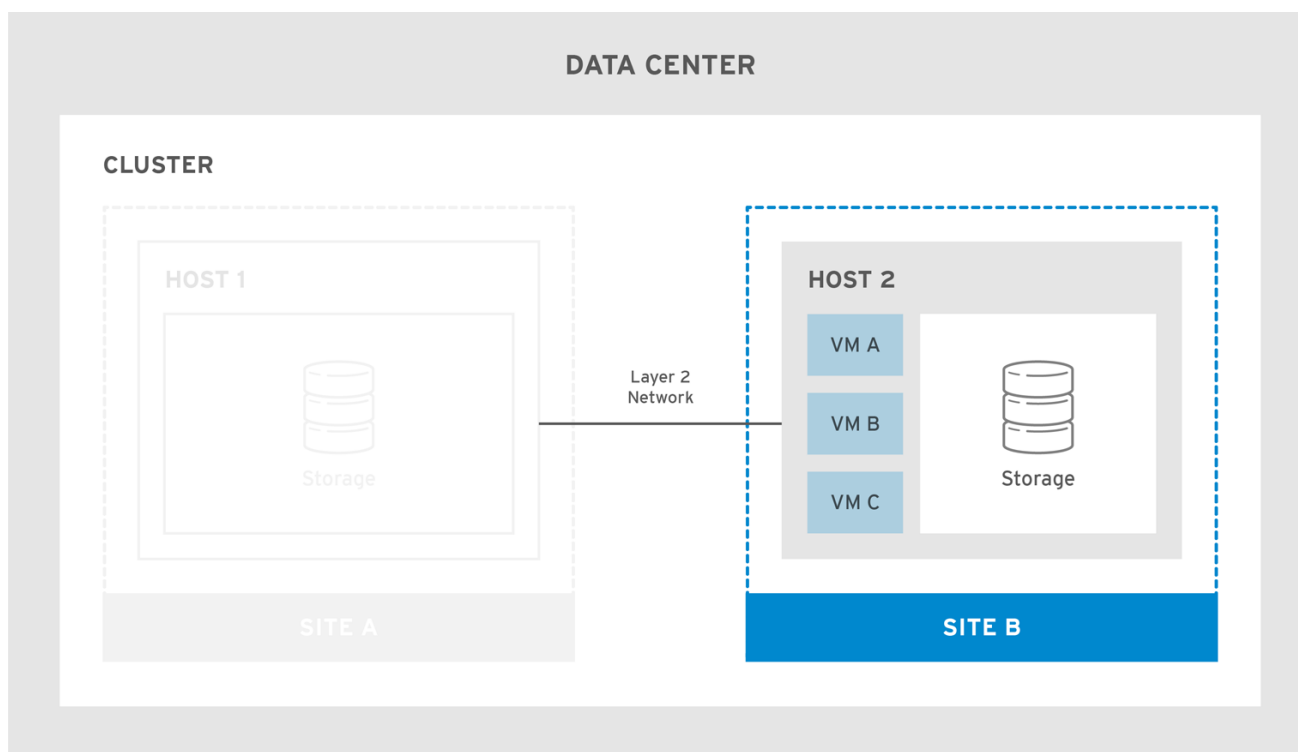 DATA CENTER
CLUSTER
HOST 1
Storage
SITE A
Layer 2
Network
HOST 2
VM A
VM B
VM C
Storage
SITE B